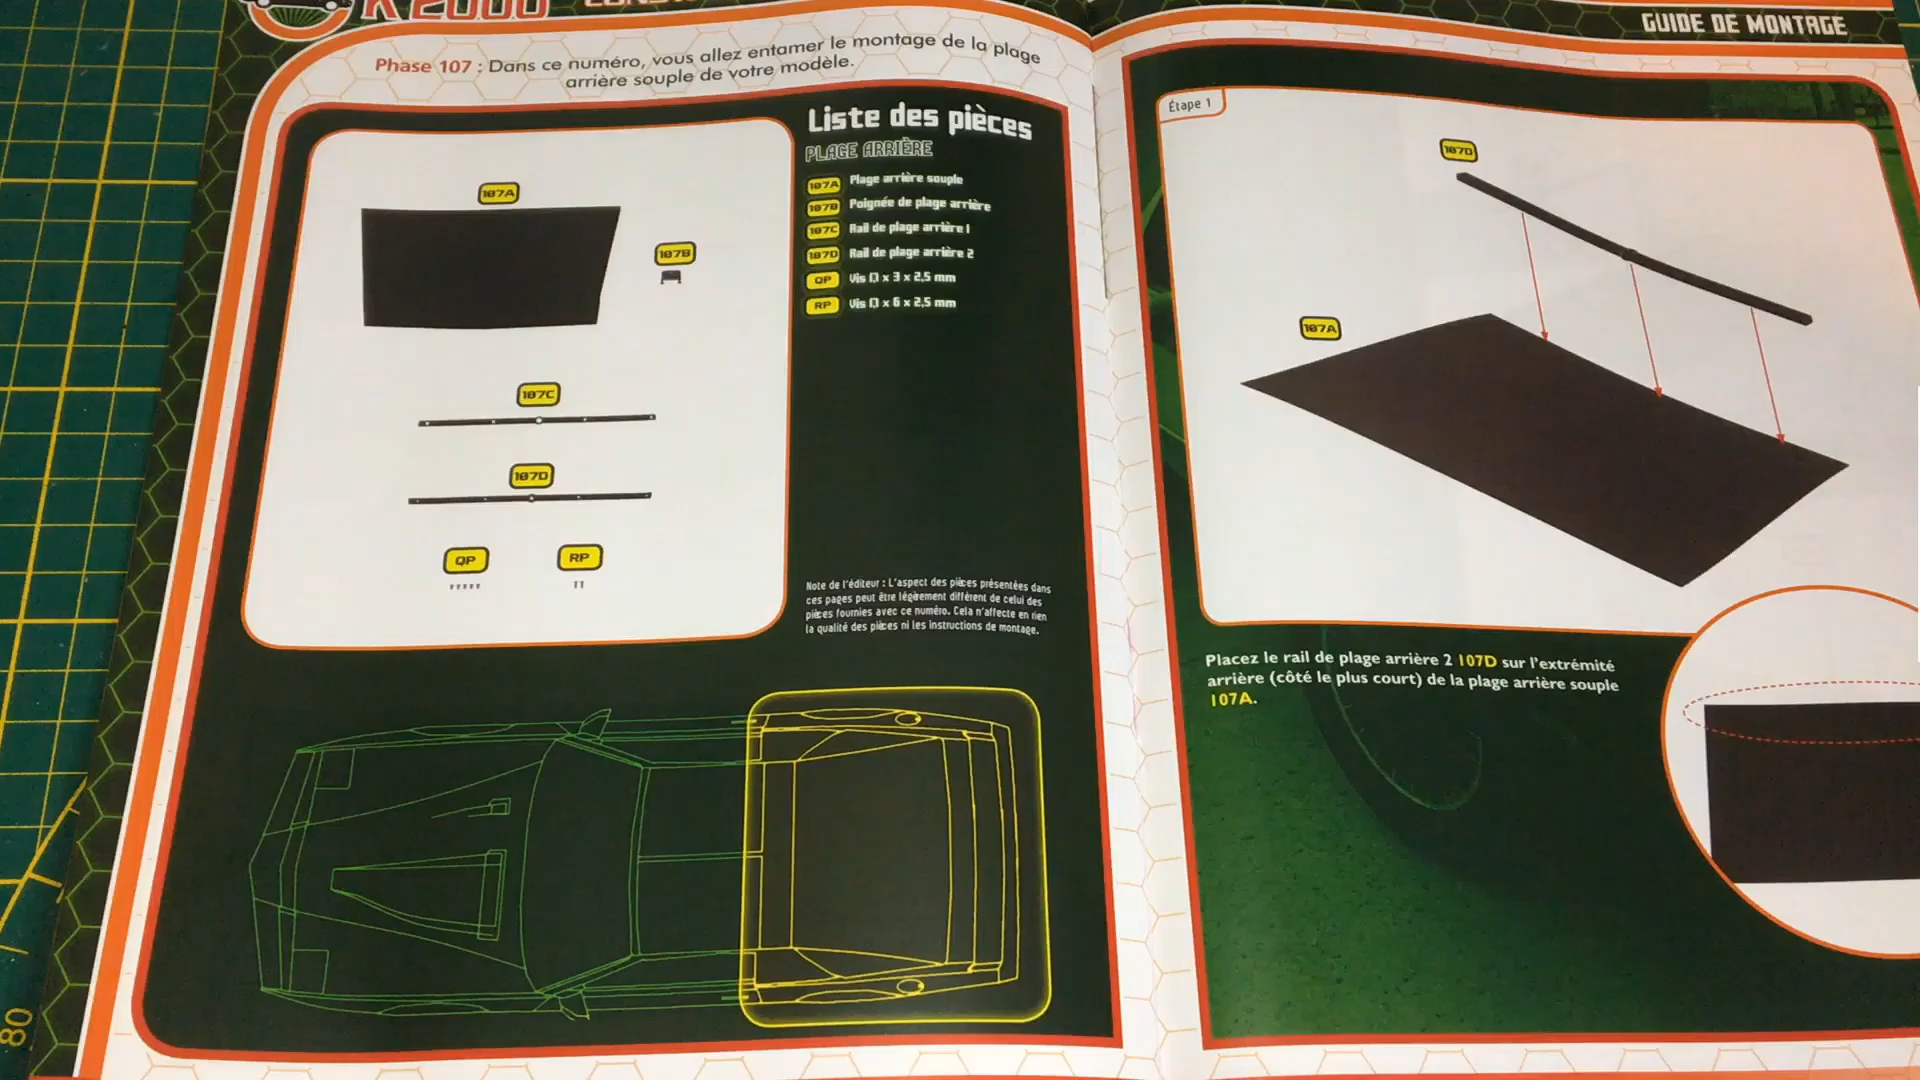 K2000
GUIDE DE MONTAGE
Phase 107 : Dans ce numéro, vous allez entamer le montage de la plage
arrière souple de votre modèle.
Liste des pièces
PLAGE ARRIÈRE
107A Plage arrière souple
107B Poignée de plage arrière
107C Rail de plage arrière 1
107D Rail de plage arrière 2
QP Vis D x 3 x 2,5 mm
RP Vis D x 6 x 2,5 mm
107A
107B
107C
107D
QP
RP
Note de l'éditeur : L'aspect des pièces présentées dans
ces pages peut être légèrement différent de celui des
pièces fournies avec ce numéro. Cela n'affecte en rien
la qualité des pièces ni les instructions de montage.
Étape 1
107D
107A
Placez le rail de plage arrière 2 107D sur l'extrémité
arrière (côté le plus court) de la plage arrière souple
107A.
80